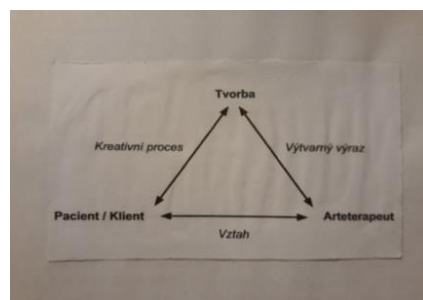 Tvorba
Kreativní proces
Výtvarný výraz
Pacient / Klient
Arteterapeut
Vztah